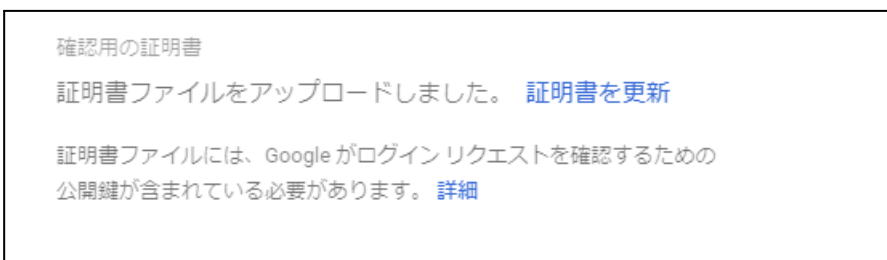 確認用の証明書
証明書ファイルをアップロードしました。 証明書を更新
証明書ファイルには、Google がログイン リクエストを確認するための
公開鍵が含まれている必要があります。 詳細